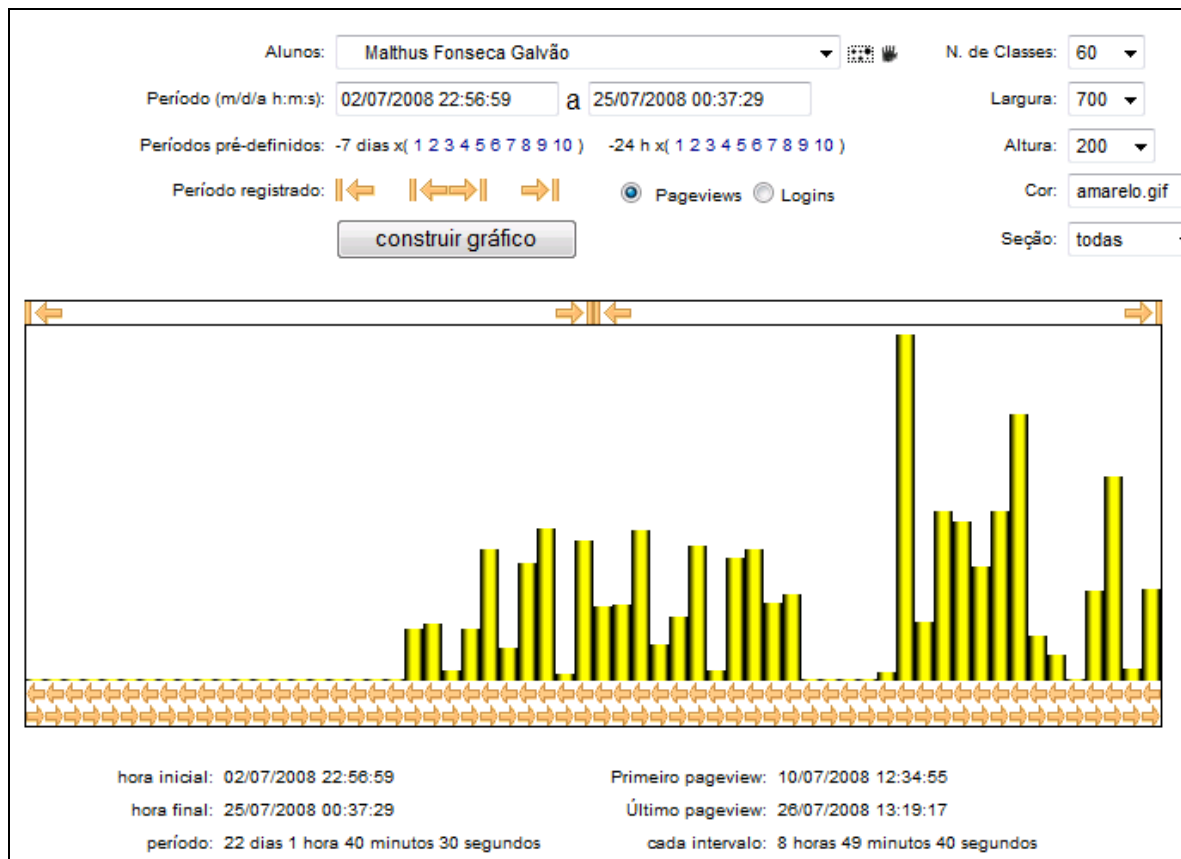 Alunos: Malthus Fonseca Galvão N. de Classes: 60
Período (m/d/a h:m:s): 02/07/2008 22:56:59 a 25/07/2008 00:37:29 Largura: 700
Períodos pré-definidos: -7 dias x( 1 2 3 4 5 6 7 8 9 10 ) -24 h x( 1 2 3 4 5 6 7 8 9 10 ) Altura: 200
Período registrado: Pageviews Logins Cor: amarelo.gif
construir gráfico Seção: todas
hora inicial: 02/07/2008 22:56:59 Primeiro pageview: 10/07/2008 12:34:55
hora final: 25/07/2008 00:37:29 Último pageview: 26/07/2008 13:19:17
período: 22 dias 1 hora 40 minutos 30 segundos cada intervalo: 8 horas 49 minutos 40 segundos